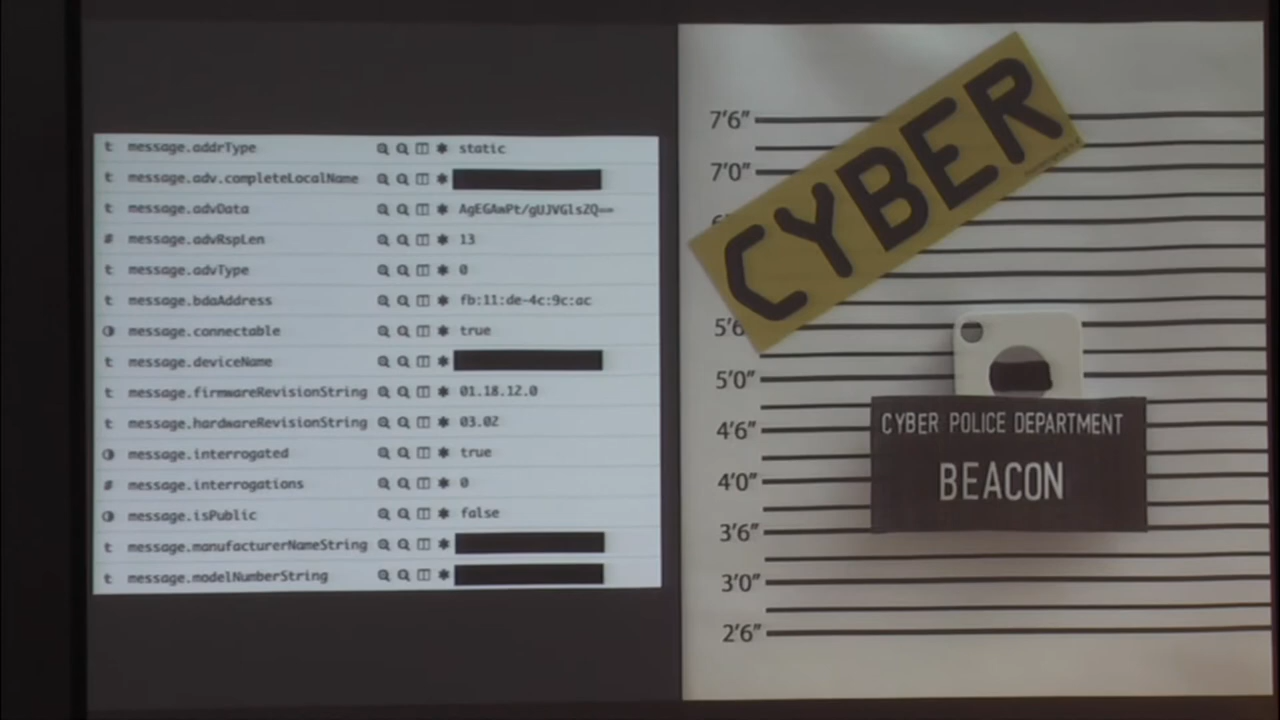 t message.addrType static
t message.adv.completeLocalName
t message.advData AgEGAwPt/gUJVGlsZQ==
# message.advRspLen 13
t message.advType 0
t message.bdaAddress fb:11:de-4c:9c:ac
message.connectable true
t message.deviceName
t message.firmwareRevisionString 01.18.12.0
t message.hardwareRevisionString 03.02
message.interrogated true
# message.interrogations 0
message.isPublic false
t message.manufacturerNameString
t message.modelNumberString
CYBER
7'6"
7'0"
5'6
5'0"
4'6"
4'0"
3'6"
3'0"
2'6"
CYBER POLICE DEPARTMENT
BEACON